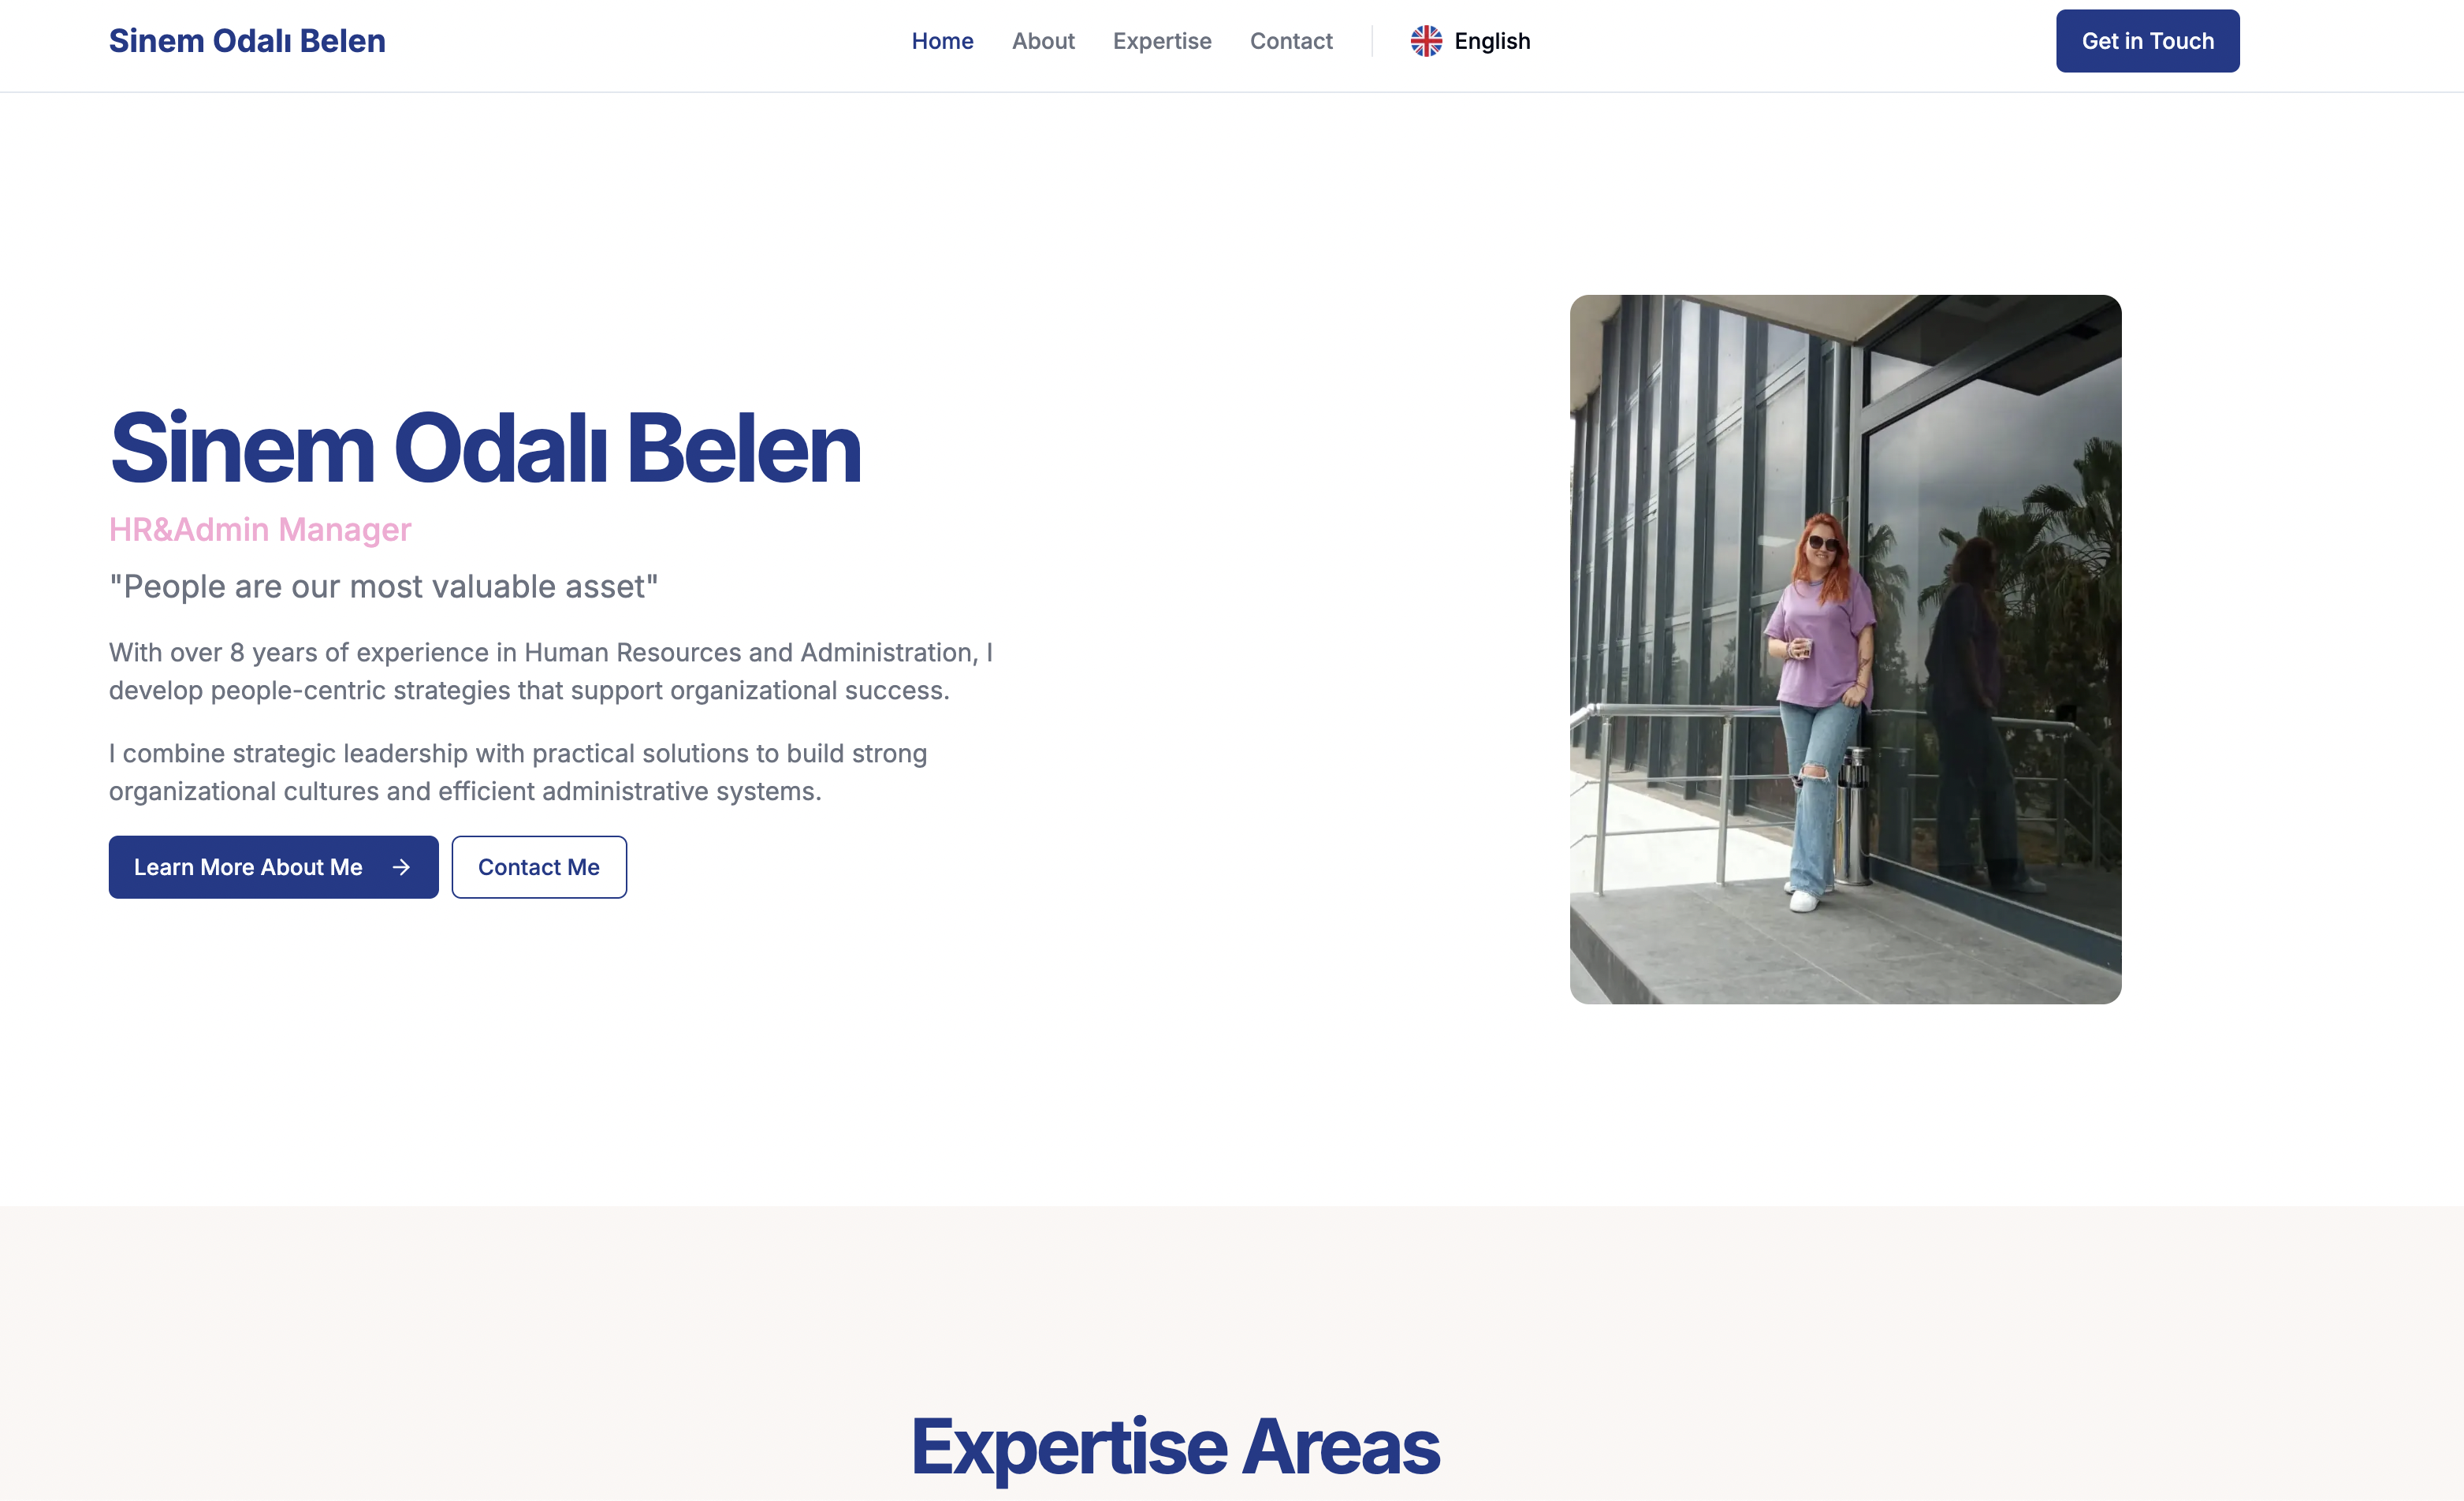 Sinem Odalı Belen
Home
About
Expertise
Contact
English
Get in Touch
Sinem Odalı Belen
HR&Admin Manager
"People are our most valuable asset"
With over 8 years of experience in Human Resources and Administration, I
develop people-centric strategies that support organizational success.
I combine strategic leadership with practical solutions to build strong
organizational cultures and efficient administrative systems.
Learn More About Me
Contact Me
Expertise Areas